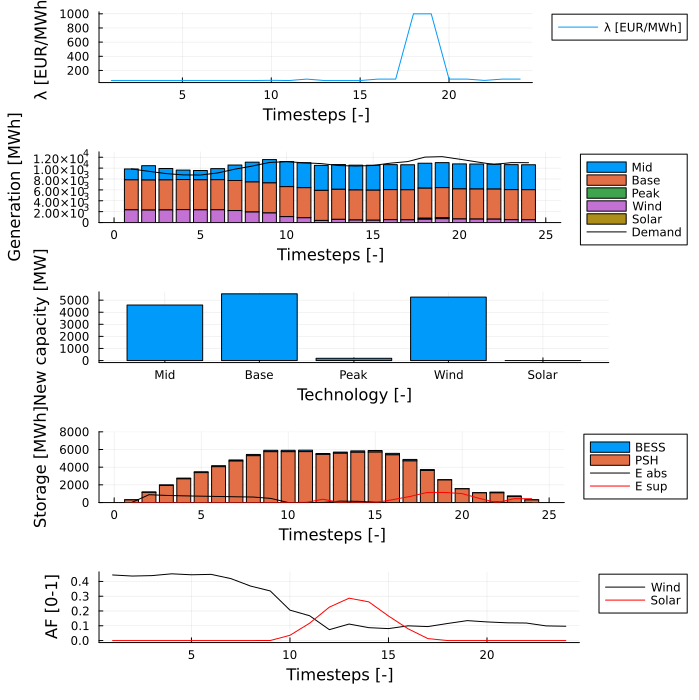 λ [EUR/MWh]
1000
800
600
400
200
5
10
15
20
Timesteps [-]
λ [EUR/MWh]
Generation [MWh]
1.20×10⁴
1.00×10⁴
8.00×10³
6.00×10³
4.00×10³
2.00×10³
0
0
5
10
15
20
25
Timesteps [-]
Mid
Base
Peak
Wind
Solar
Demand
New capacity [MW]
5000
4000
3000
2000
1000
0
Mid
Base
Peak
Wind
Solar
Technology [-]
Storage [MWh]
8000
6000
4000
2000
0
0
5
10
15
20
25
Timesteps [-]
BESS
PSH
E abs
E sup
AF [0-1]
0.4
0.3
0.2
0.1
0.0
5
10
15
20
Timesteps [-]
Wind
Solar